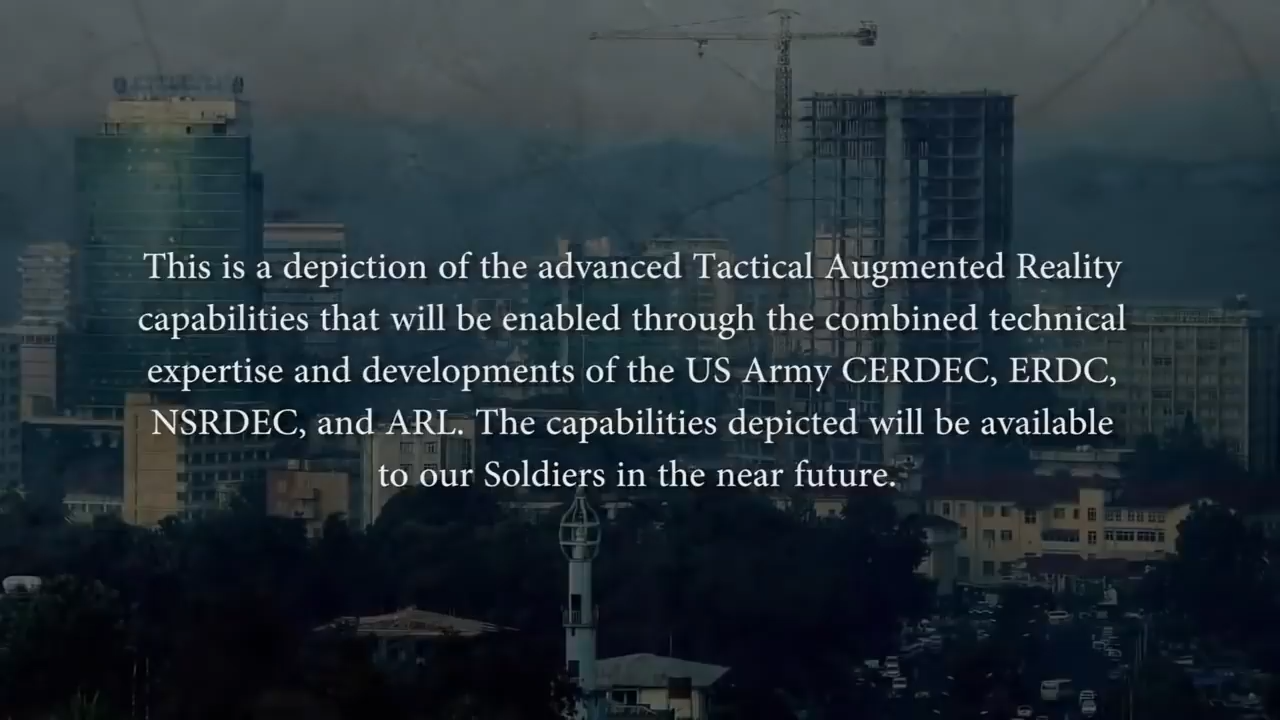 This is a depiction of the advanced Tactical Augmented Reality
capabilities that will be enabled through the combined technical
expertise and developments of the US Army CERDEC, ERDC,
NSRDEC, and ARL. The capabilities depicted will be available
to our Soldiers in the near future.